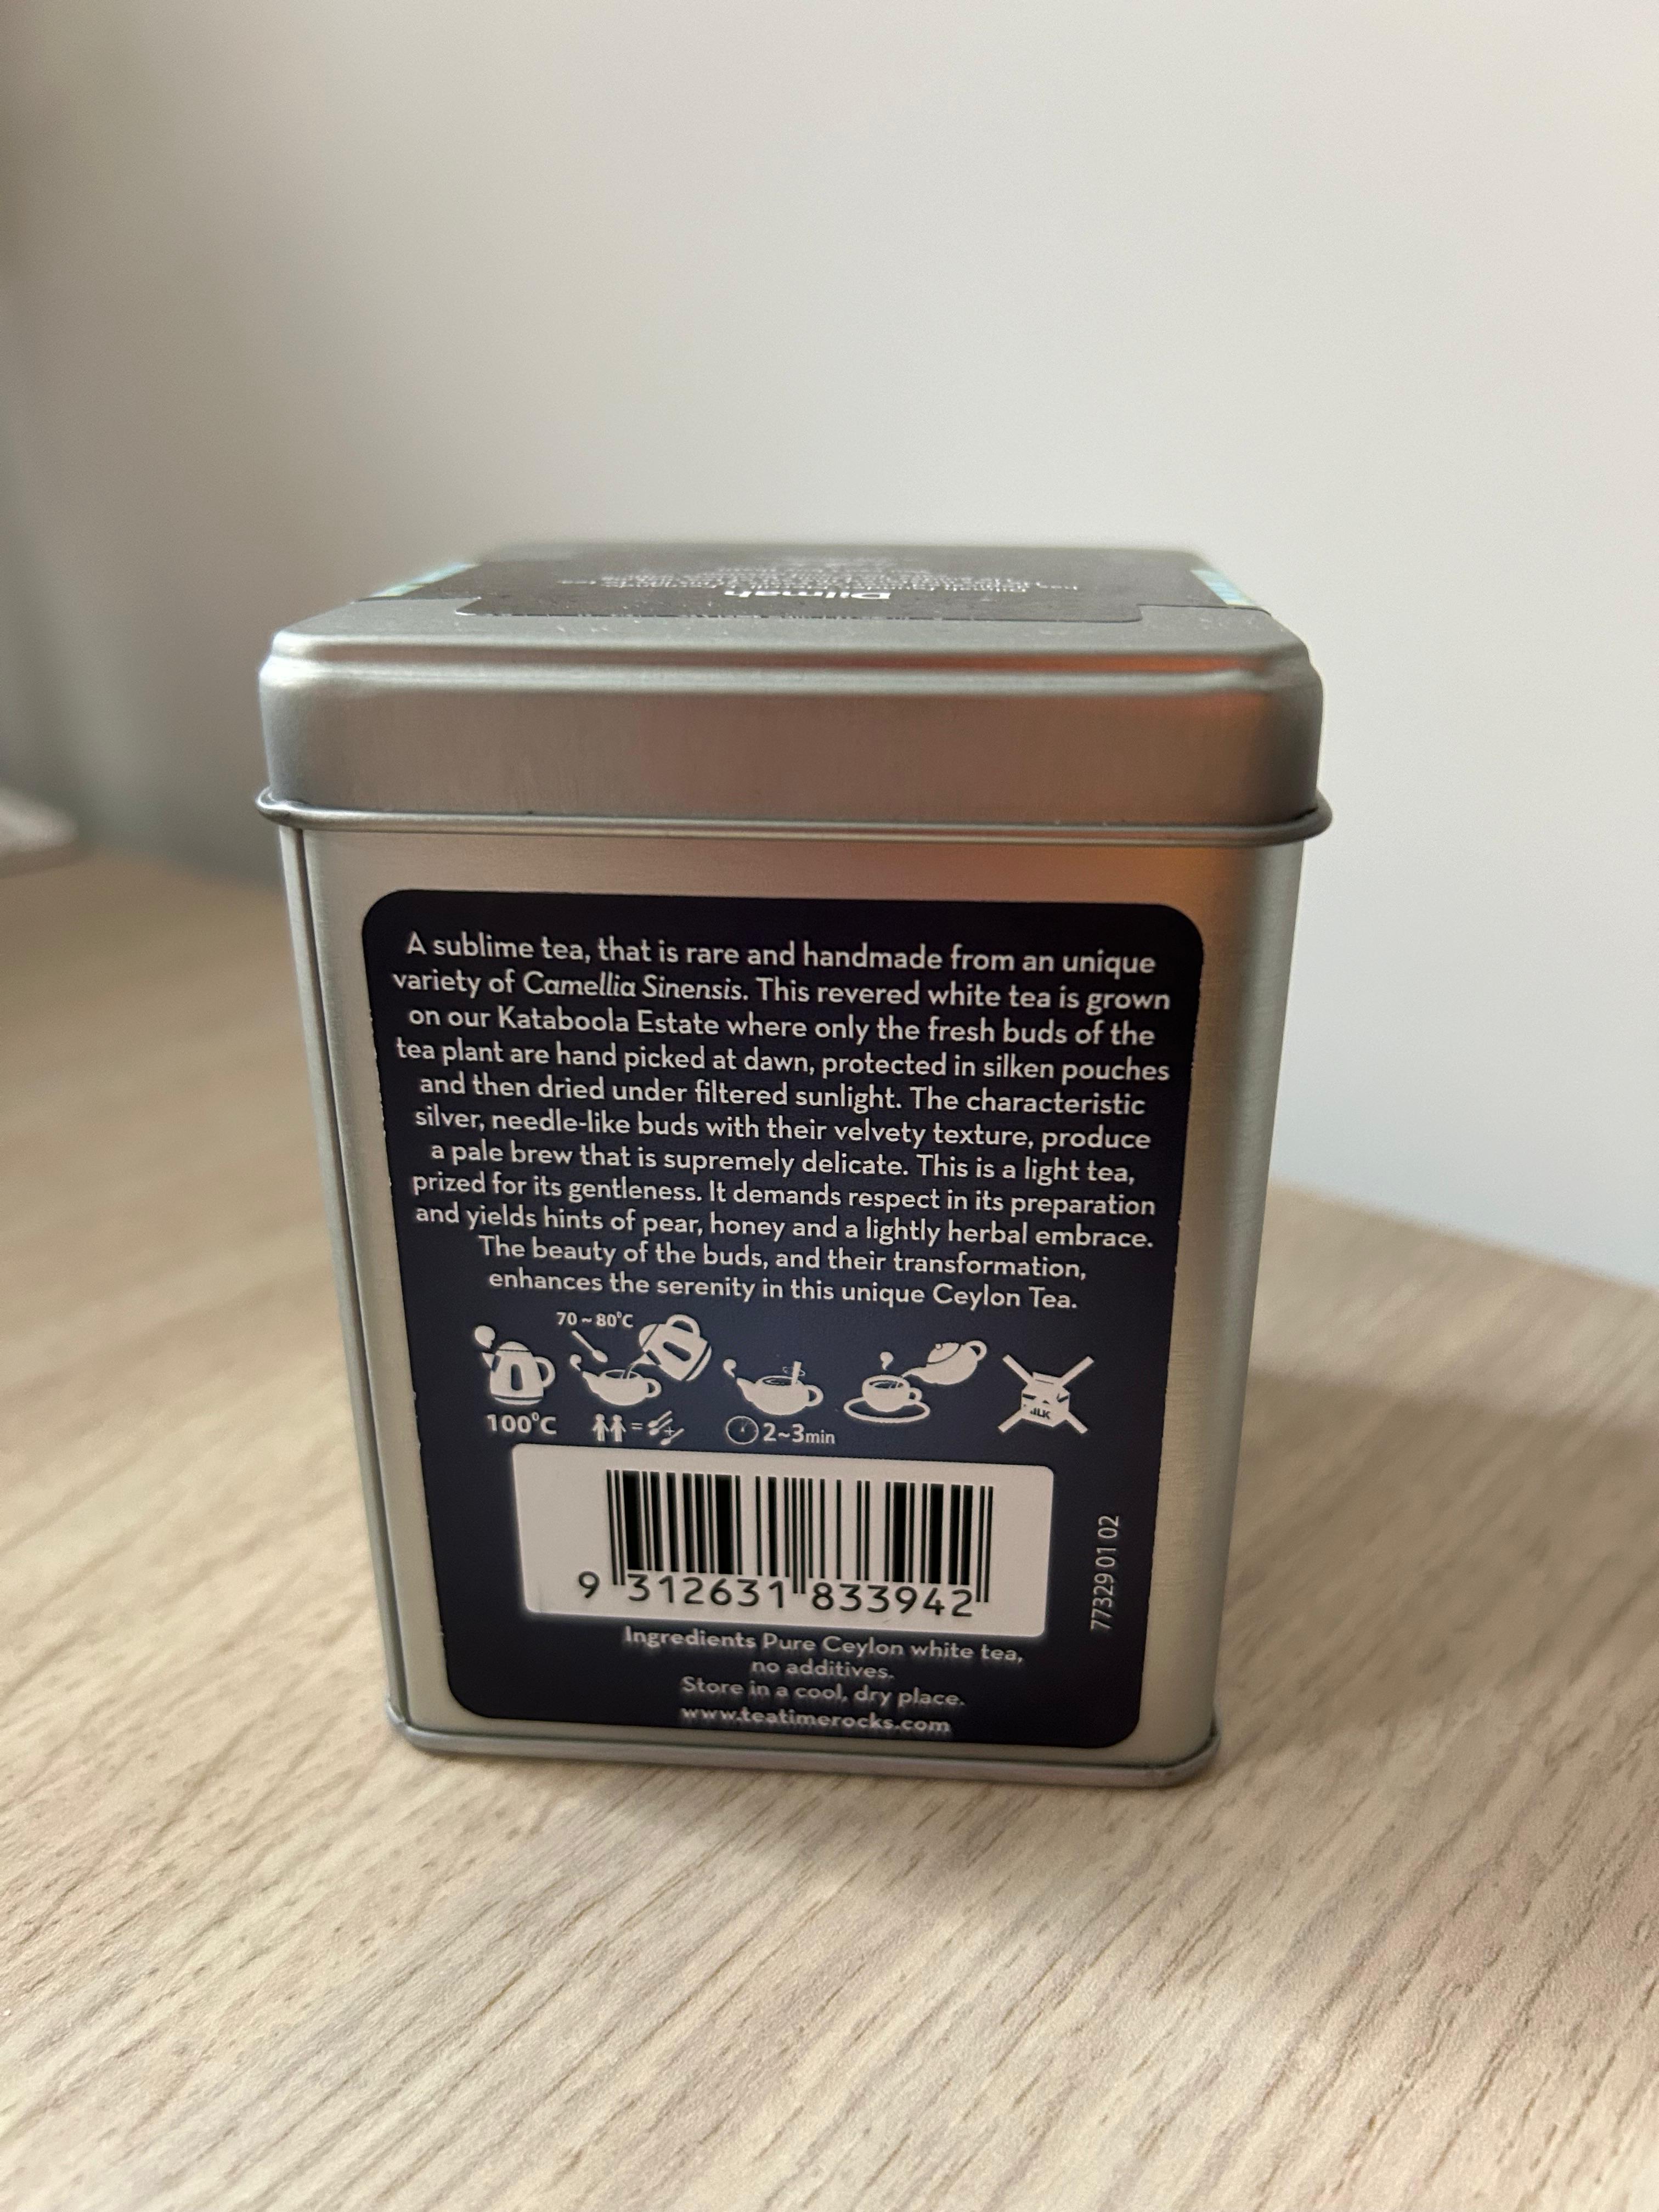 Dilmah
A sublime tea, that is rare and handmade from an unique
variety of Camellia Sinensis. This revered white tea is grown
on our Kataboola Estate where only the fresh buds of the
tea plant are hand picked at dawn, protected in silken pouches
and then dried under filtered sunlight. The characteristic
silver, needle-like buds with their velvety texture, produce
a pale brew that is supremely delicate. This is a light tea,
prized for its gentleness. It demands respect in its preparation
and yields hints of pear, honey and a lightly herbal embrace.
The beauty of the buds, and their transformation,
enhances the serenity in this unique Ceylon Tea.
70~80°C
MILK
100°C
=
+
2~3min
9 312631 833942
77329 01 02
Ingredients Pure Ceylon white tea,
no additives.
Store in a cool, dry place.
www.teatimerocks.com